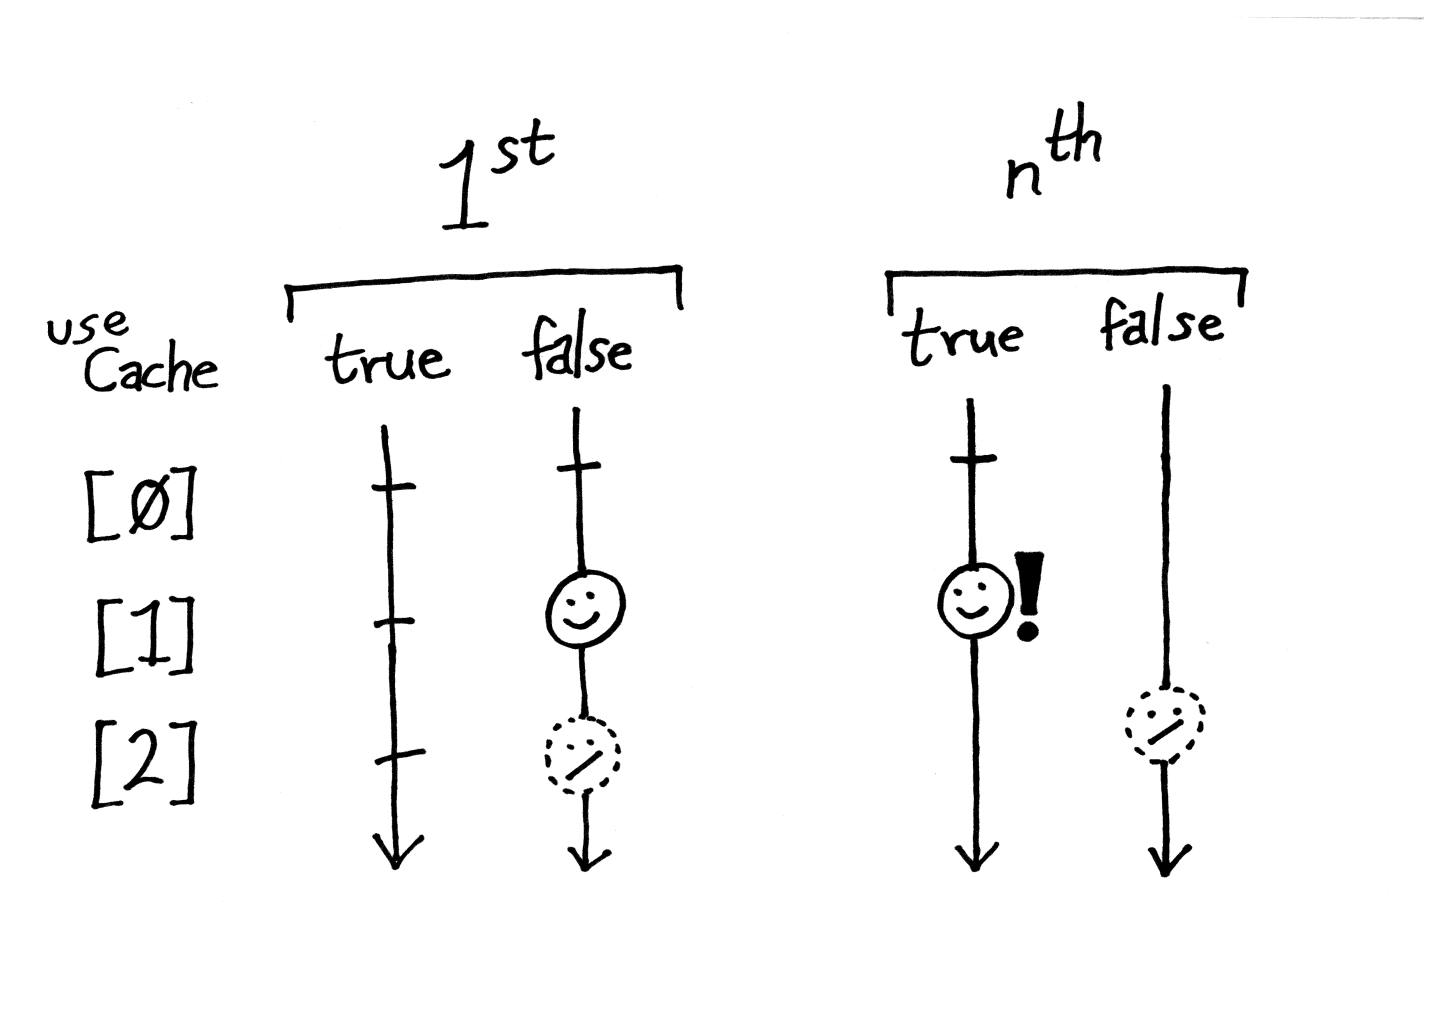 1st
nth
use
Cache
true
false
true
false
[0]
[1]
!
[2]